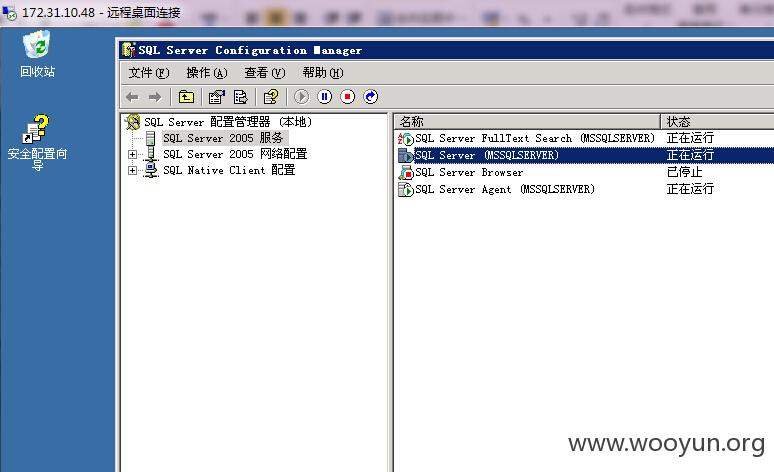 172.31.10.48 - 远程桌面连接
回收站
安全配置向
导
SQL Server Configuration Manager
文件(F) 操作(A) 查看(V) 帮助(H)
SQL Server 配置管理器 (本地)
SQL Server 2005 服务
SQL Server 2005 网络配置
SQL Native Client 配置
名称 状态
SQL Server FullText Search (MSSQLSERVER) 正在运行
SQL Server (MSSQLSERVER) 正在运行
SQL Server Browser 已停止
SQL Server Agent (MSSQLSERVER) 正在运行
www.wooyun.org